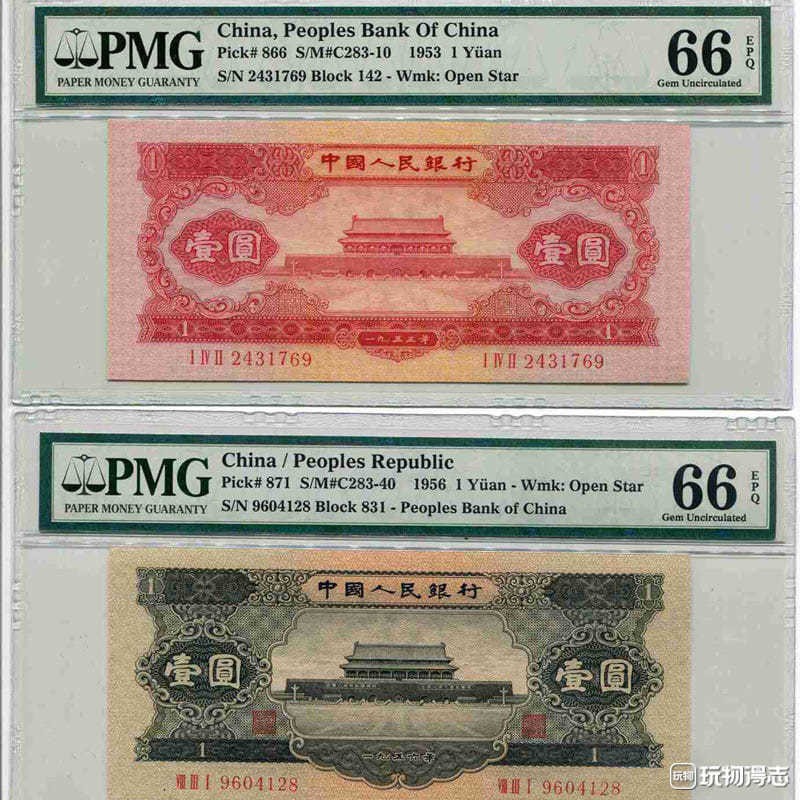 PMG
PAPER MONEY GUARANTY
China, Peoples Bank Of China
Pick# 866 S/M#C283-10 1953 1 Yüan
S/N 2431769 Block 142 - Wmk: Open Star
66 EPQ
Gem Uncirculated
1 中國人民銀行 1
壹圓 壹圓
1 1
一九五三年
I IV II 2431769 I IV II 2431769
PMG
PAPER MONEY GUARANTY
China / Peoples Republic
Pick# 871 S/M#C283-40 1956 1 Yüan - Wmk: Open Star
S/N 9604128 Block 831 - Peoples Bank of China
66 EPQ
Gem Uncirculated
1 中國人民銀行 1
壹圓 壹圓
1 1
一九五六年
VIII III I 9604128 VIII III I 9604128
玩物 玩物得志